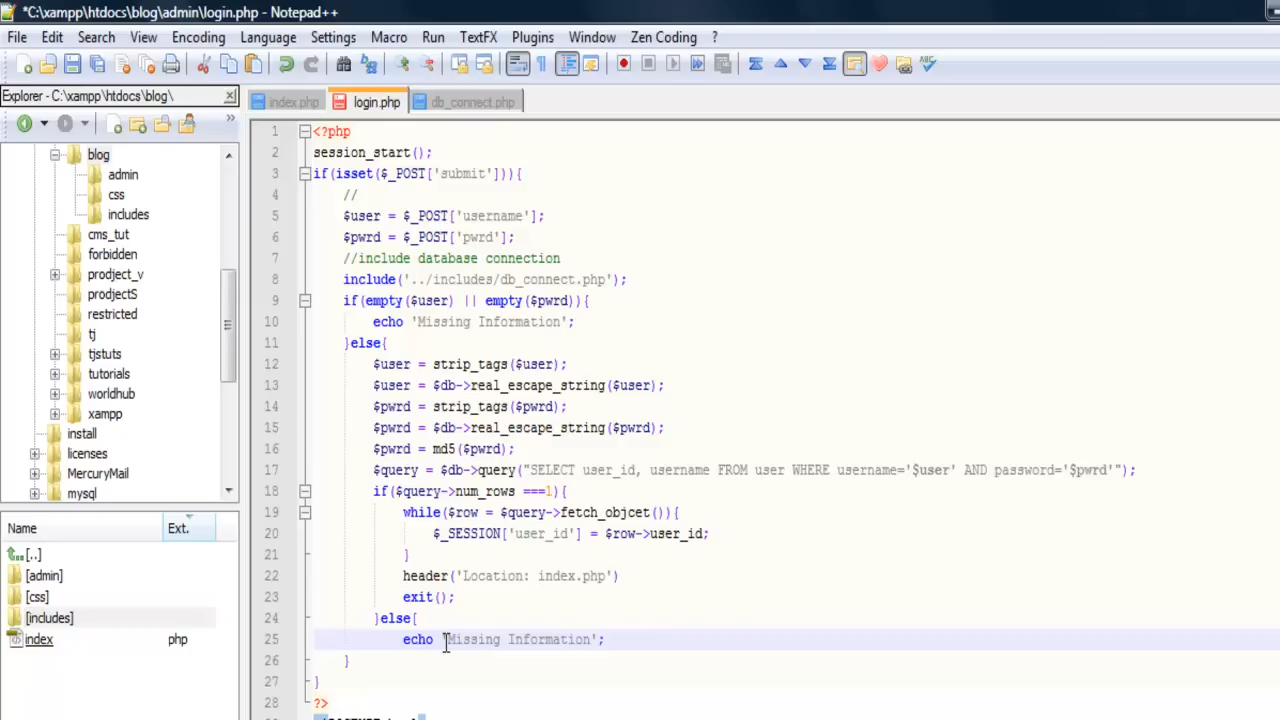 *C:\xampp\htdocs\blog\admin\login.php - Notepad++
File Edit Search View Encoding Language Settings Macro Run TextFX Plugins Window Zen Coding ?
Explorer - C:\xampp\htdocs\blog\
index.php login.php db_connect.php
blog
admin
css
includes
cms_tut
forbidden
prodject_v
projectS
restricted
tj
tjstuts
tutorials
worldhub
xampp
install
licenses
MercuryMail
mysql
Name Ext.
[..]
[admin]
[css]
[includes]
index php
1 <?php
2 session_start();
3 if(isset($_POST['submit'])){
4 //
5 $user = $_POST['username'];
6 $pwrd = $_POST['pwrd'];
7 //include database connection
8 include('../includes/db_connect.php');
9 if(empty($user) || empty($pwrd)){
10 echo 'Missing Information';
11 }else{
12 $user = strip_tags($user);
13 $user = $db->real_escape_string($user);
14 $pwrd = strip_tags($pwrd);
15 $pwrd = $db->real_escape_string($pwrd);
16 $pwrd = md5($pwrd);
17 $query = $db->query("SELECT user_id, username FROM user WHERE username='$user' AND password='$pwrd'");
18 if($query->num_rows ===1){
19 while($row = $query->fetch_objcet()){
20 $_SESSION['user_id'] = $row->user_id;
21 }
22 header('Location: index.php')
23 exit();
24 }else[
25 echo 'Missing Information';
26 }
27 }
28 ?>